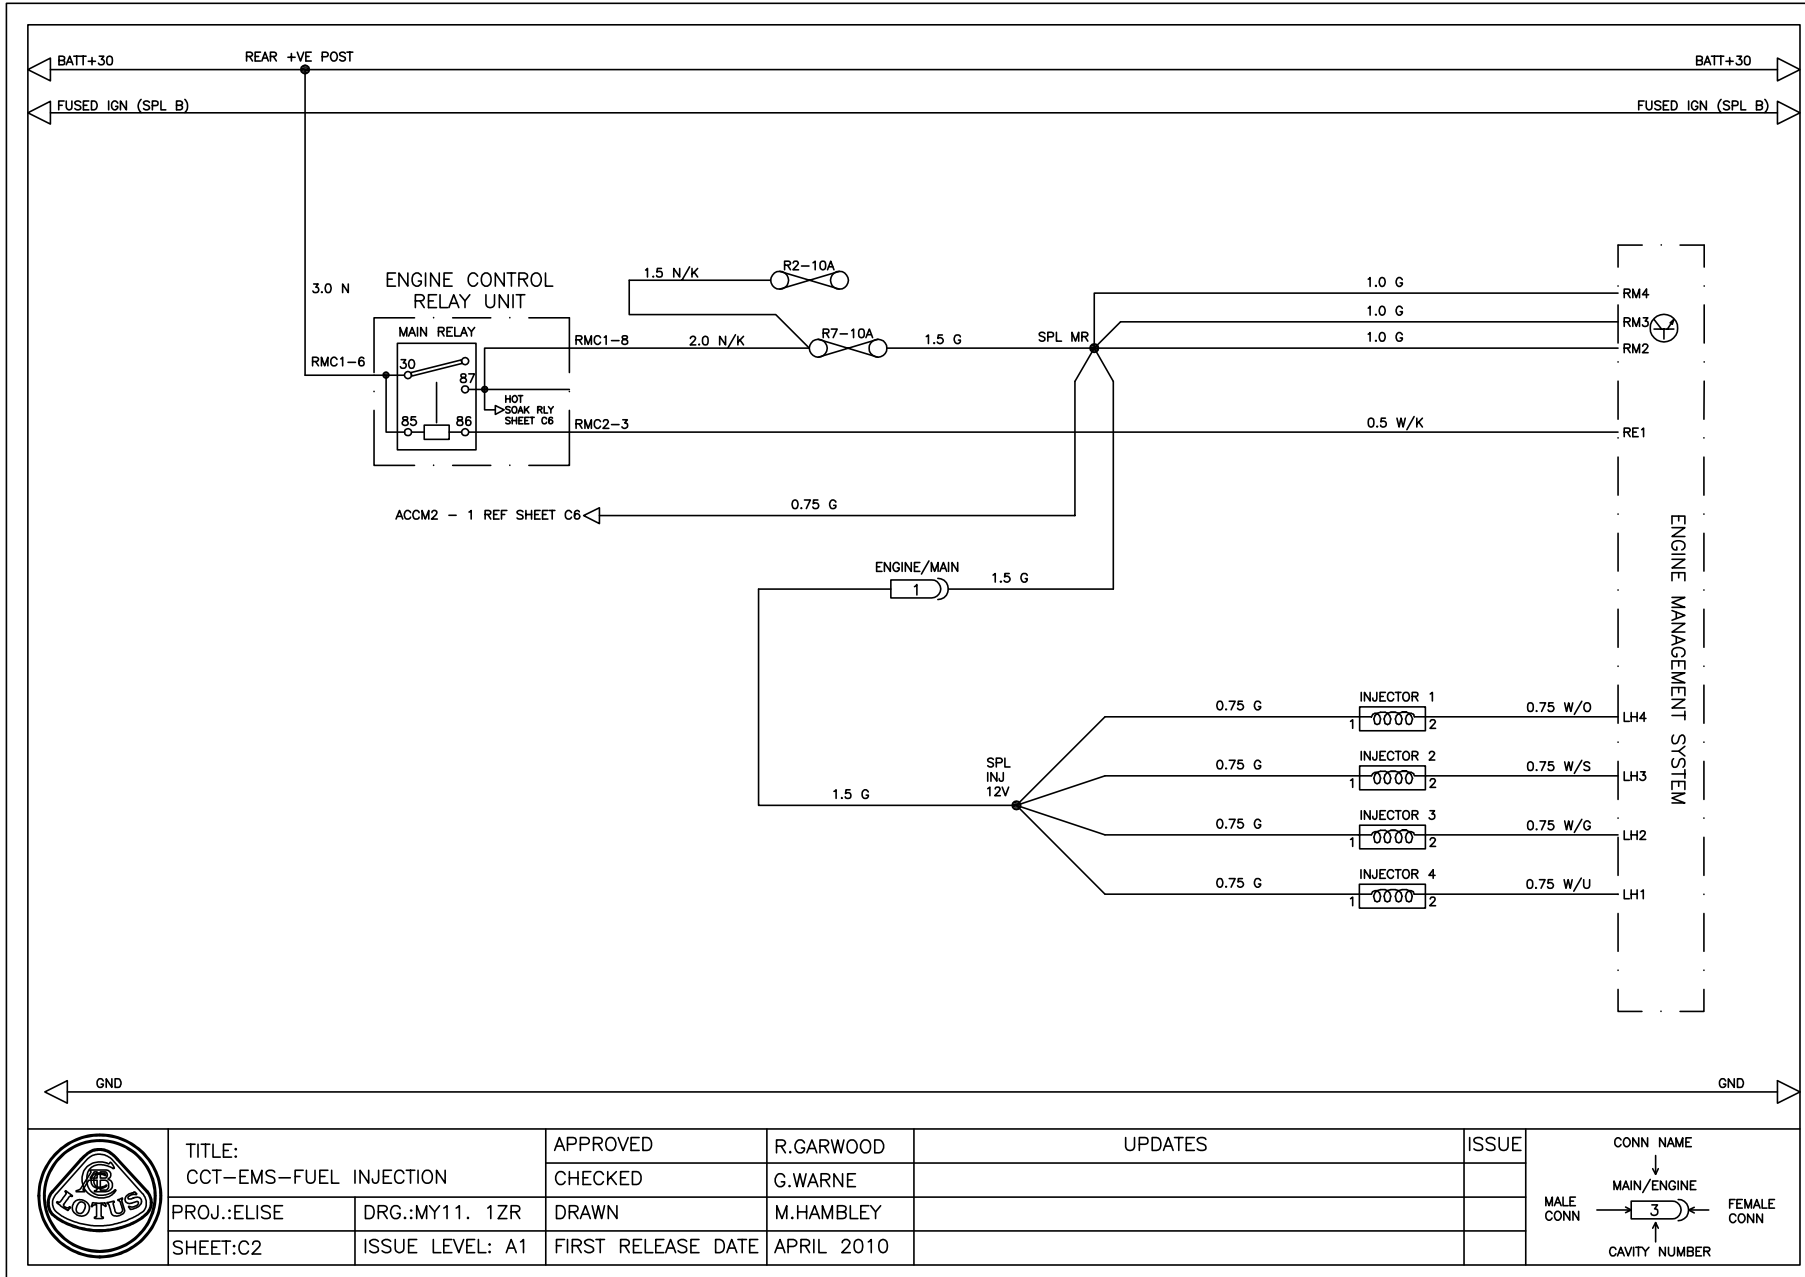 BATT+30
REAR +VE POST
BATT+30
FUSED IGN (SPL B)
FUSED IGN (SPL B)
3.0 N
ENGINE CONTROL
RELAY UNIT
MAIN RELAY
RMC1-6
30
87
85
86
HOT
SOAK RLY
SHEET C6
RMC1-8
RMC2-3
1.5 N/K
R2-10A
2.0 N/K
R7-10A
1.5 G
SPL MR
1.0 G
1.0 G
1.0 G
0.5 W/K
RM4
RM3
RM2
RE1
ACCM2 - 1 REF SHEET C6
0.75 G
ENGINE/MAIN
1
1.5 G
ENGINE MANAGEMENT SYSTEM
1.5 G
SPL
INJ
12V
0.75 G
INJECTOR 1
1
2
0.75 W/O
LH4
0.75 G
INJECTOR 2
1
2
0.75 W/S
LH3
0.75 G
INJECTOR 3
1
2
0.75 W/G
LH2
0.75 G
INJECTOR 4
1
2
0.75 W/U
LH1
GND
GND
LOTUS
TITLE:
CCT-EMS-FUEL INJECTION
PROJ.:ELISE
DRG.:MY11. 1ZR
SHEET:C2
ISSUE LEVEL: A1
APPROVED
R.GARWOOD
CHECKED
G.WARNE
DRAWN
M.HAMBLEY
FIRST RELEASE DATE
APRIL 2010
UPDATES
ISSUE
CONN NAME
MAIN/ENGINE
MALE
CONN
3
FEMALE
CONN
CAVITY NUMBER